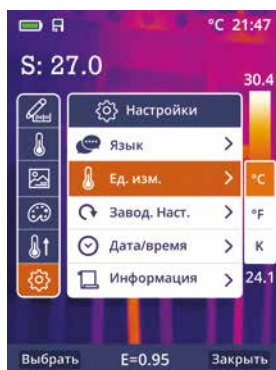 °C 21:47
S: 27.0
30.4
Настройки
Язык
Ед. изм.
°C
Завод. Наст.
°F
Дата/время
K
Информация
24.1
Выбрать E=0.95 Закрыть